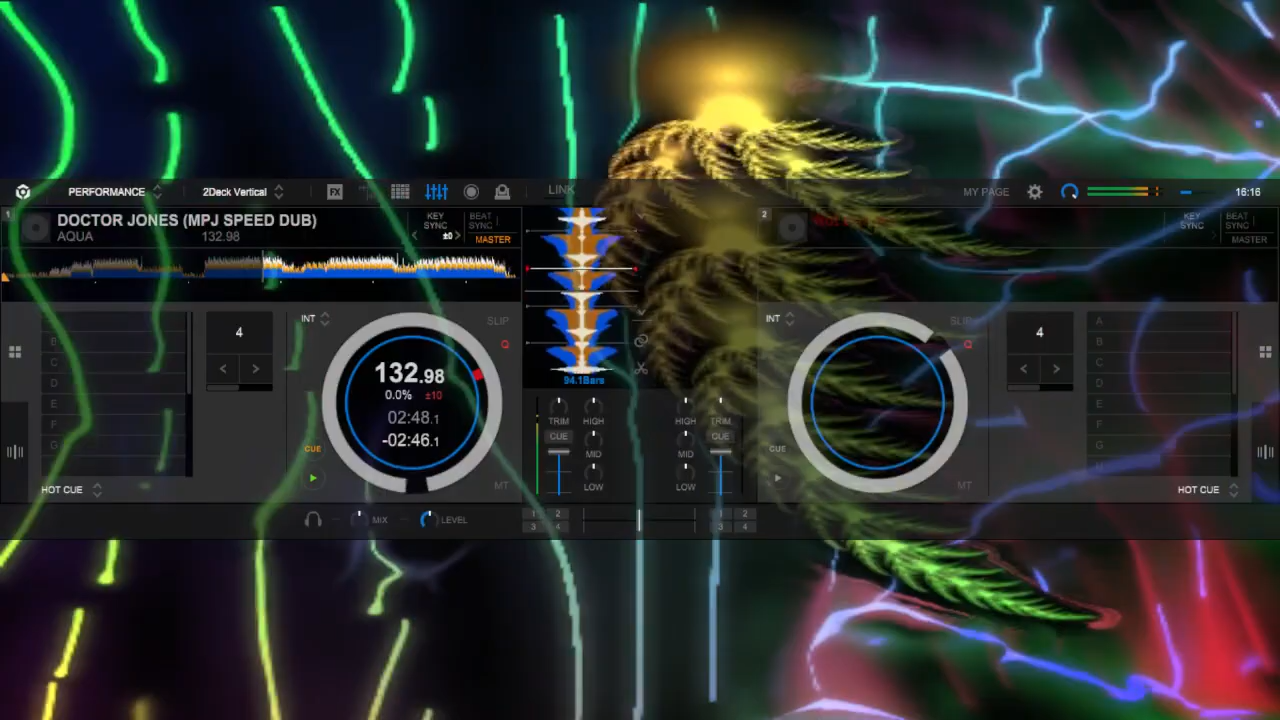 PERFORMANCE 2Deck Vertical FX LINK MY PAGE 16:16
1 DOCTOR JONES (MPJ SPEED DUB) KEY SYNC BEAT SYNC
AQUA 132.98 ±0 MASTER
2 KEY SYNC BEAT SYNC
MASTER
INT SLIP
Q
4
B
C
D
E
F
G
132.98
0.0% ±10
02:48.1
-02:46.1
CUE
MT
HOT CUE
94.1Bars
TRIM HIGH HIGH TRIM
CUE CUE
MID MID
LOW LOW
INT SLIP
Q
CUE
MT
4
A
B
C
D
E
F
G
H
HOT CUE
MIX LEVEL
1 2 1 2
3 4 3 4